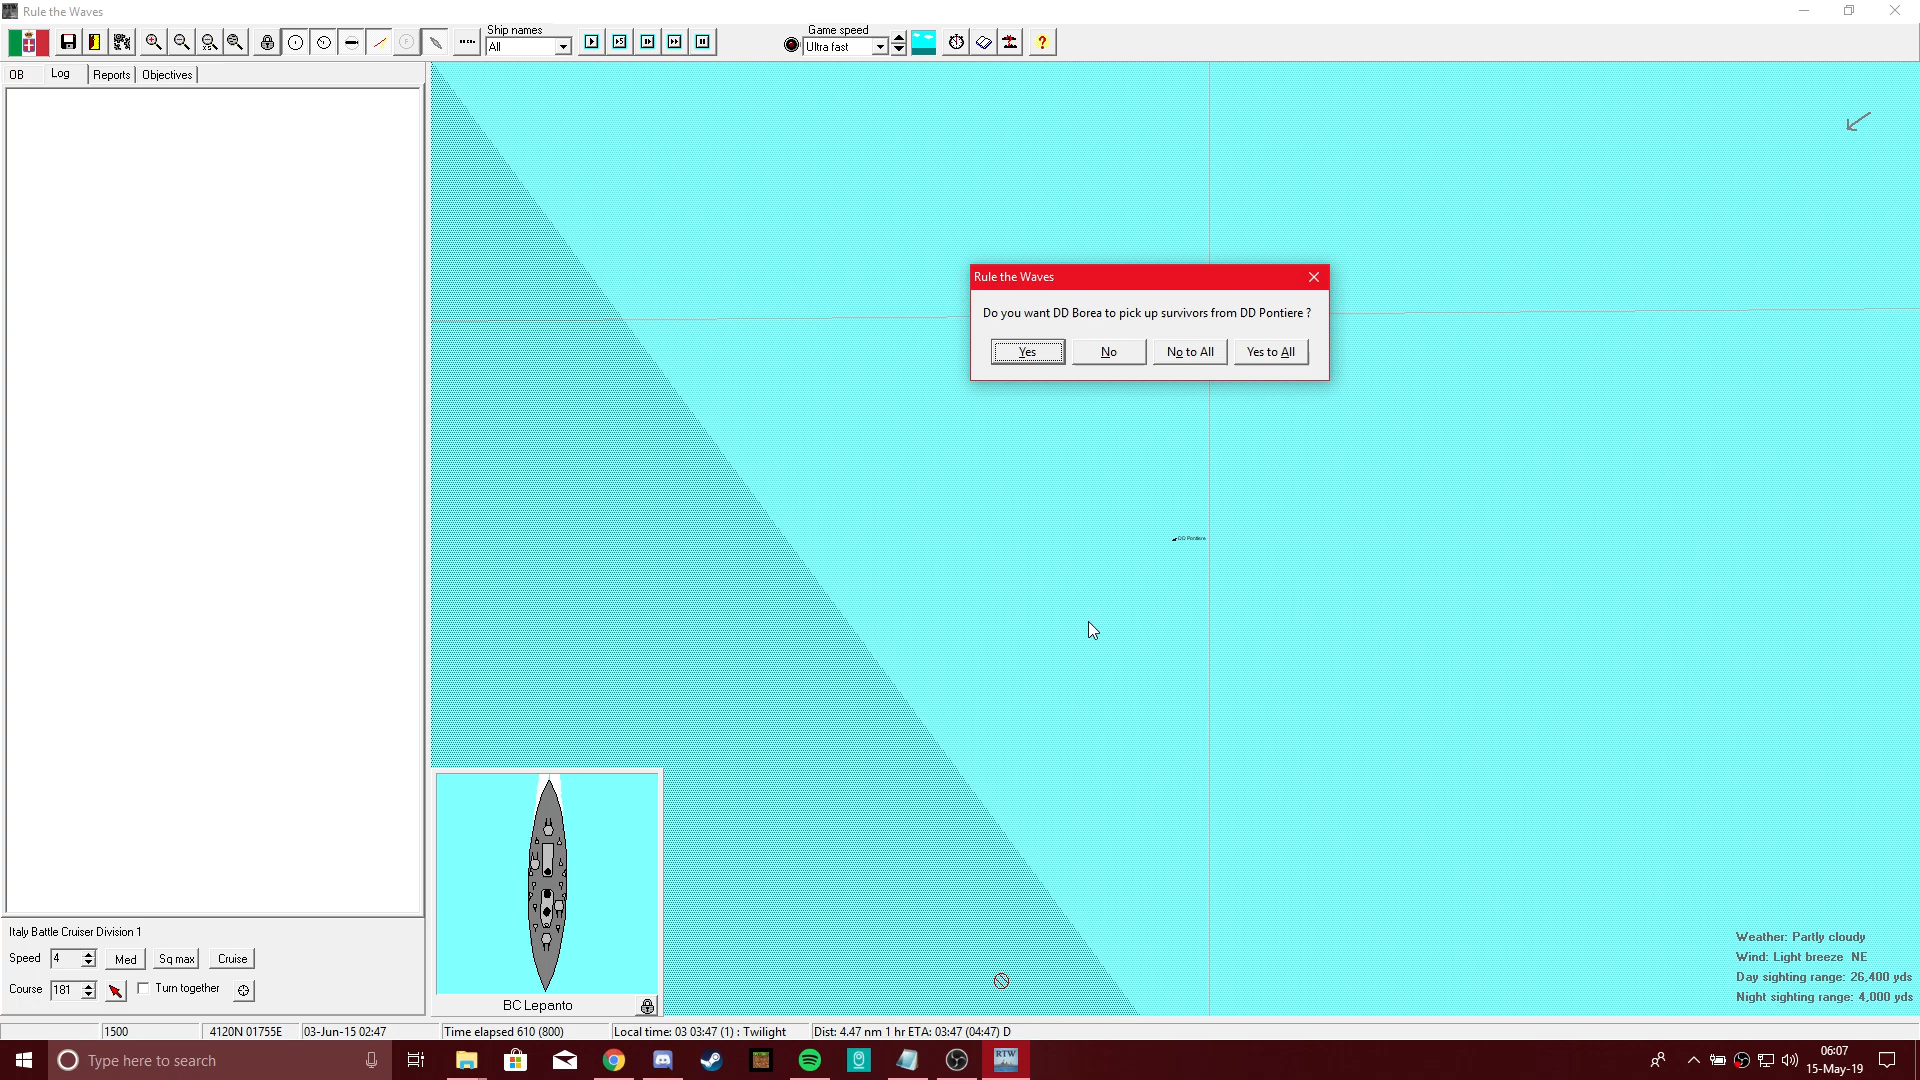 Rule the Waves
Ship names
All
Game speed
Ultra fast
OB
Log
Reports
Objectives
Rule the Waves
Do you want DD Borea to pick up survivors from DD Pontiere ?
Yes
No
No to All
Yes to All
DD Pontiere
Italy Battle Cruiser Division 1
Speed 4 Med Sq max Cruise
Course 181 Turn together
BC Lepanto
Weather: Partly cloudy
Wind: Light breeze NE
Day sighting range: 26,400 yds
Night sighting range: 4,000 yds
1500 4120N 01755E 03-Jun-15 02:47 Time elapsed 610 (800) Local time: 03 03:47 (1) : Twilight Dist: 4.47 nm 1 hr ETA: 03:47 (04:47) D
Type here to search
RTW
06:07
15-May-19